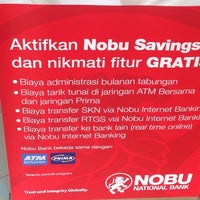 Aktifkan Nobu Savings
dan nikmati fitur GRATIS
• Biaya administrasi bulanan tabungan
• Biaya tarik tunai di jaringan ATM Bersama
dan jaringan Prima
• Biaya transfer SKN via Nobu Internet Banking
• Biaya transfer RTGS via Nobu Internet Banking
• Biaya transfer ke bank lain (real time online)
via Nobu Internet Banking
Nobu Bank bekerja sama dengan:
ATM
BERSAMA
PRIMA
Trust and Integrity Globally.
NOBU
NATIONAL BANK